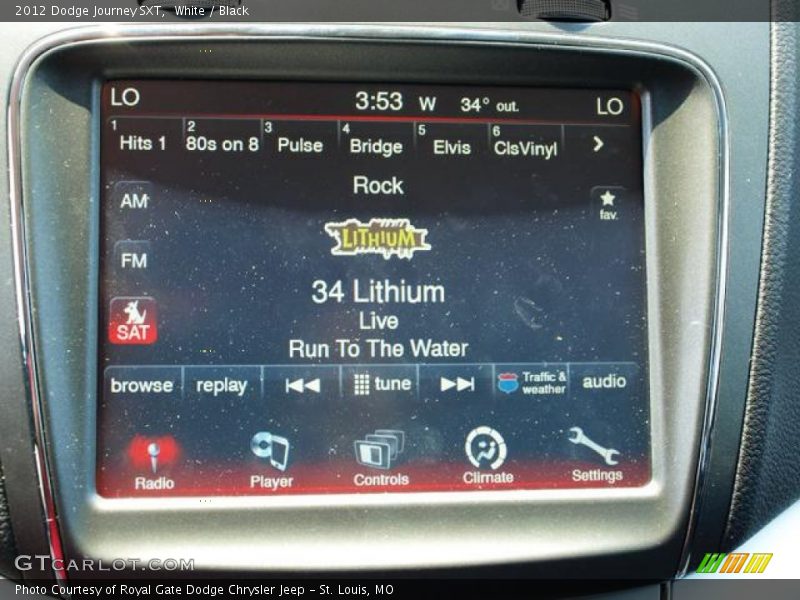 2012 Dodge Journey SXT,  White / Black
LO 3:53 W 34° out. LO
1 Hits 1 2 80s on 8 3 Pulse 4 Bridge 5 Elvis 6 ClsVinyl >
Rock
AM
fav.
LITHIUM
FM
34 Lithium
SAT
Live
Run To The Water
browse replay tune Traffic & weather audio
Radio Player Controls Climate Settings
GTCARLOT.COM
Photo Courtesy of Royal Gate Dodge Chrysler Jeep - St. Louis, MO